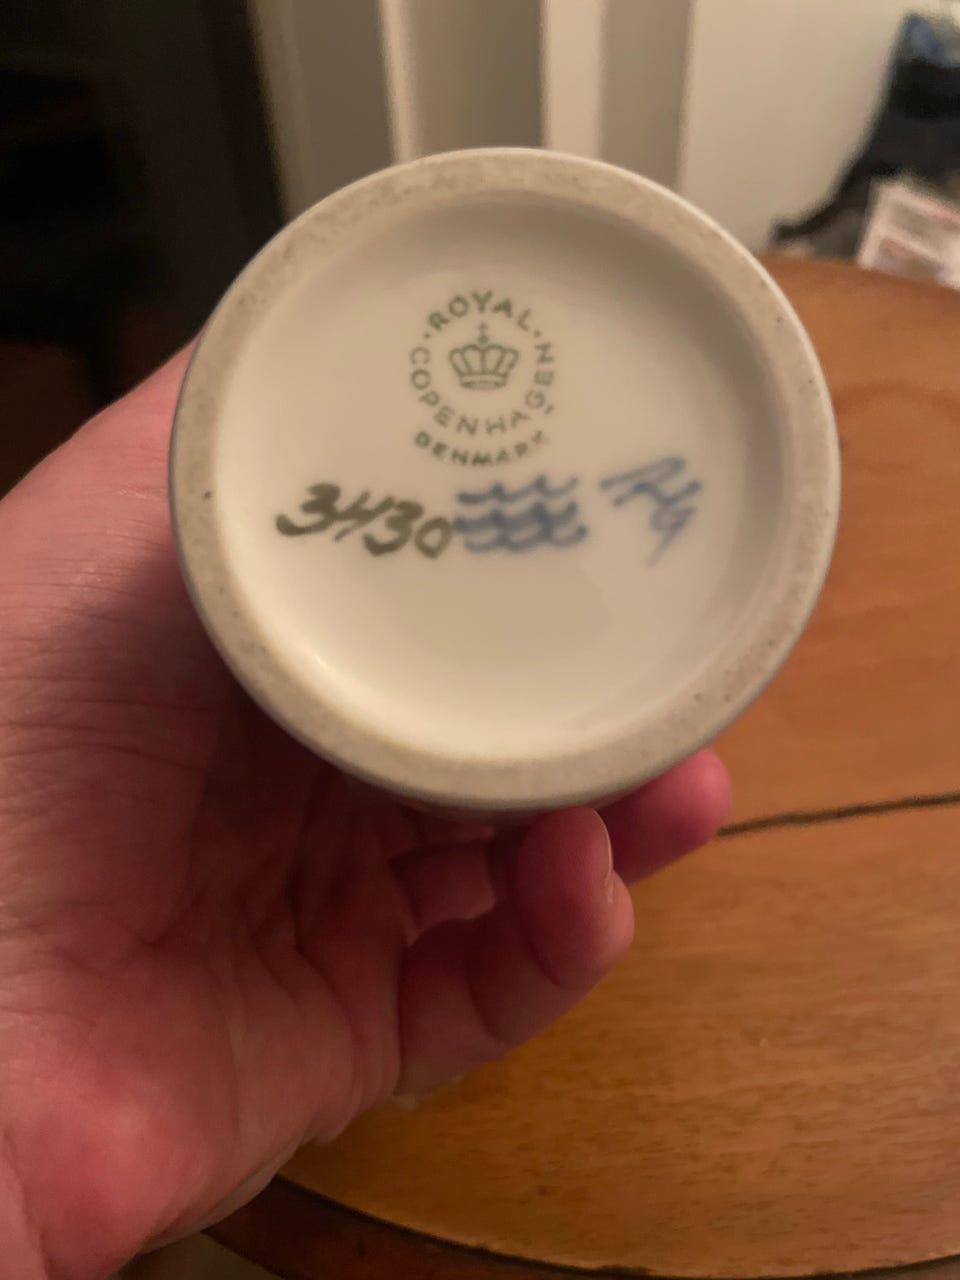 ROYAL
COPENHAGEN
DENMARK
3430